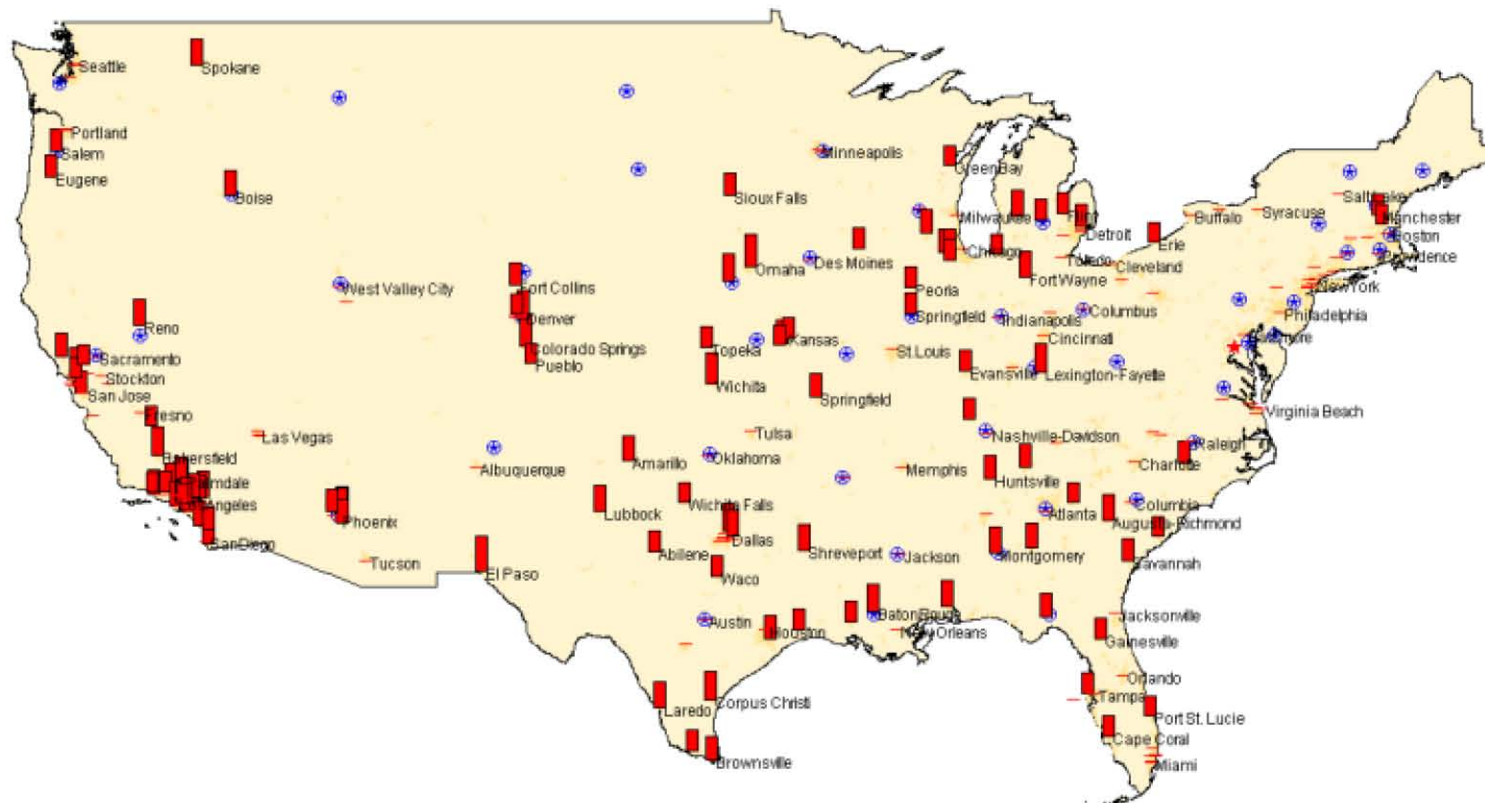 Seattle
Spokane
Portland
Salem
Eugene
Boise
Minneapolis
Green Bay
Sioux Falls
Milwaukee
Flint
Detroit
Buffalo
Syracuse
Manchester
Boston
Providence
Erie
Omaha
Des Moines
Chicago
Toledo
Cleveland
Fort Wayne
New York
West Valley City
Fort Collins
Peoria
Philadelphia
Reno
Denver
Springfield
Indianapolis
Columbus
Sacramento
Colorado Springs
Pueblo
Topeka
Kansas
Cincinnati
St.Louis
Baltimore
Stockton
San Jose
Wichita
Evansville
Lexington-Fayette
Springfield
Fresno
Virginia Beach
Las Vegas
Tulsa
Nashville-Davidson
Raleigh
Bakersfield
Albuquerque
Amarillo
Oklahoma
Memphis
Charlotte
Palmdale
Huntsville
Angeles
Lubbock
Wichita Falls
Columbia
Phoenix
Atlanta
Augusta-Richmond
San Diego
Dallas
Tucson
El Paso
Abilene
Shreveport
Jackson
Montgomery
Savannah
Waco
Austin
Baton Rouge
Jacksonville
Houston
New Orleans
Gainesville
Orlando
Laredo
Corpus Christi
Tampa
Port St. Lucie
Cape Coral
Brownsville
Miami